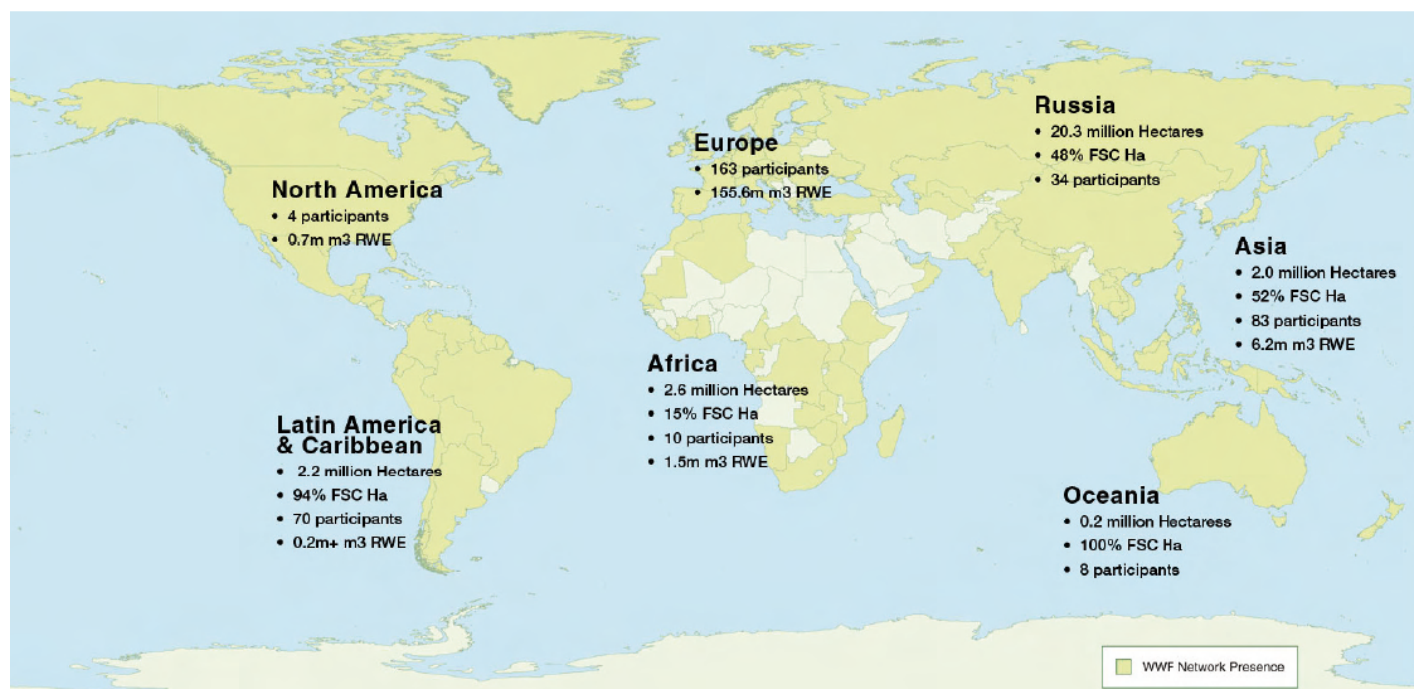 North America
• 4 participants
• 0.7m m3 RWE
Latin America
& Caribbean
• 2.2 million Hectares
• 94% FSC Ha
• 70 participants
• 0.2m+ m3 RWE
Europe
• 163 participants
• 155.6m m3 RWE
Africa
• 2.6 million Hectares
• 15% FSC Ha
• 10 participants
• 1.5m m3 RWE
Russia
• 20.3 million Hectares
• 48% FSC Ha
• 34 participants
Asia
• 2.0 million Hectares
• 52% FSC Ha
• 83 participants
• 6.2m m3 RWE
Oceania
• 0.2 million Hectaress
• 100% FSC Ha
• 8 participants
WWF Network Presence